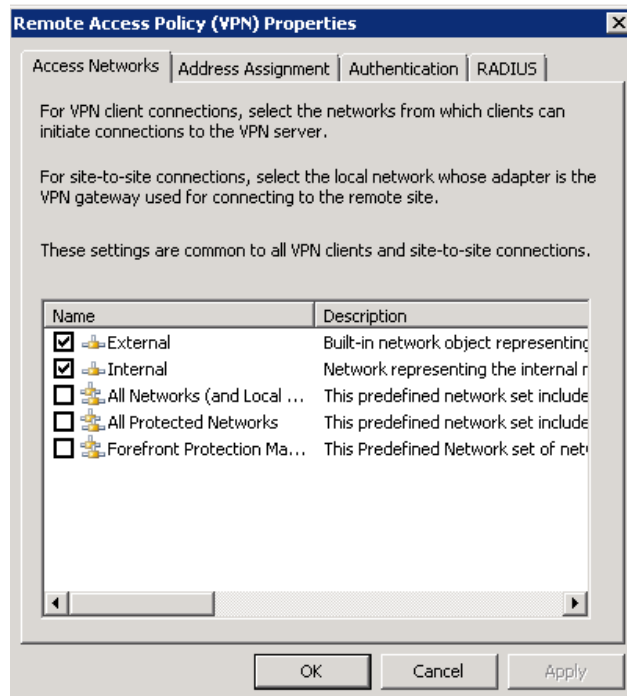 Remote Access Policy (VPN) Properties
Access Networks Address Assignment Authentication RADIUS
For VPN client connections, select the networks from which clients can
initiate connections to the VPN server.
For site-to-site connections, select the local network whose adapter is the
VPN gateway used for connecting to the remote site.
These settings are common to all VPN clients and site-to-site connections.
Name Description
External Built-in network object representing
Internal Network representing the internal
All Networks (and Local ... This predefined network set include
All Protected Networks This predefined network set include
Forefront Protection Ma... This Predefined Network set of
OK Cancel Apply